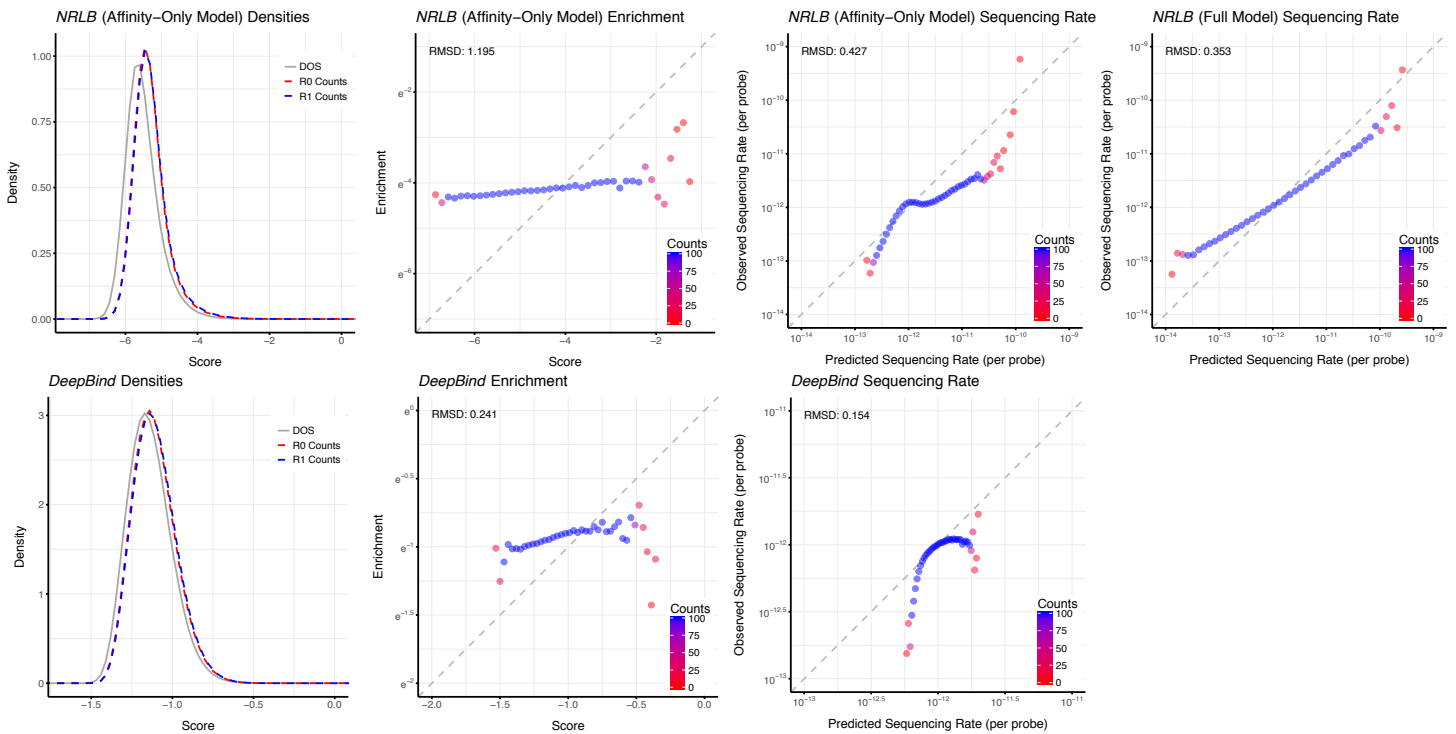 NRLB (Affinity−Only Model) Densities
1.00
0.75
0.50
0.25
0.00
Density
−6
−4
−2
0
Score
DOS
R0 Counts
R1 Counts
NRLB (Affinity−Only Model) Enrichment
RMSD: 1.195
e−2
e−4
e−6
Enrichment
−6
−4
−2
Score
Counts
100
75
50
25
0
NRLB (Affinity−Only Model) Sequencing Rate
RMSD: 0.427
10−9
10−10
10−11
10−12
10−13
10−14
Observed Sequencing Rate (per probe)
10−14
10−13
10−12
10−11
10−10
10−9
Predicted Sequencing Rate (per probe)
Counts
100
75
50
25
0
NRLB (Full Model) Sequencing Rate
RMSD: 0.353
10−9
10−10
10−11
10−12
10−13
10−14
Observed Sequencing Rate (per probe)
10−14
10−13
10−12
10−11
10−10
10−9
Predicted Sequencing Rate (per probe)
Counts
100
75
50
25
0
DeepBind Densities
3
2
1
0
Density
−1.5
−1.0
−0.5
0.0
Score
DOS
R0 Counts
R1 Counts
DeepBind Enrichment
RMSD: 0.241
e0
e−0.5
e−1
e−1.5
e−2
Enrichment
−2.0
−1.5
−1.0
−0.5
0.0
Score
Counts
100
75
50
25
0
DeepBind Sequencing Rate
RMSD: 0.154
10−11
10−11.5
10−12
10−12.5
10−13
Observed Sequencing Rate (per probe)
10−13
10−12.5
10−12
10−11.5
10−11
Predicted Sequencing Rate (per probe)
Counts
100
75
50
25
0